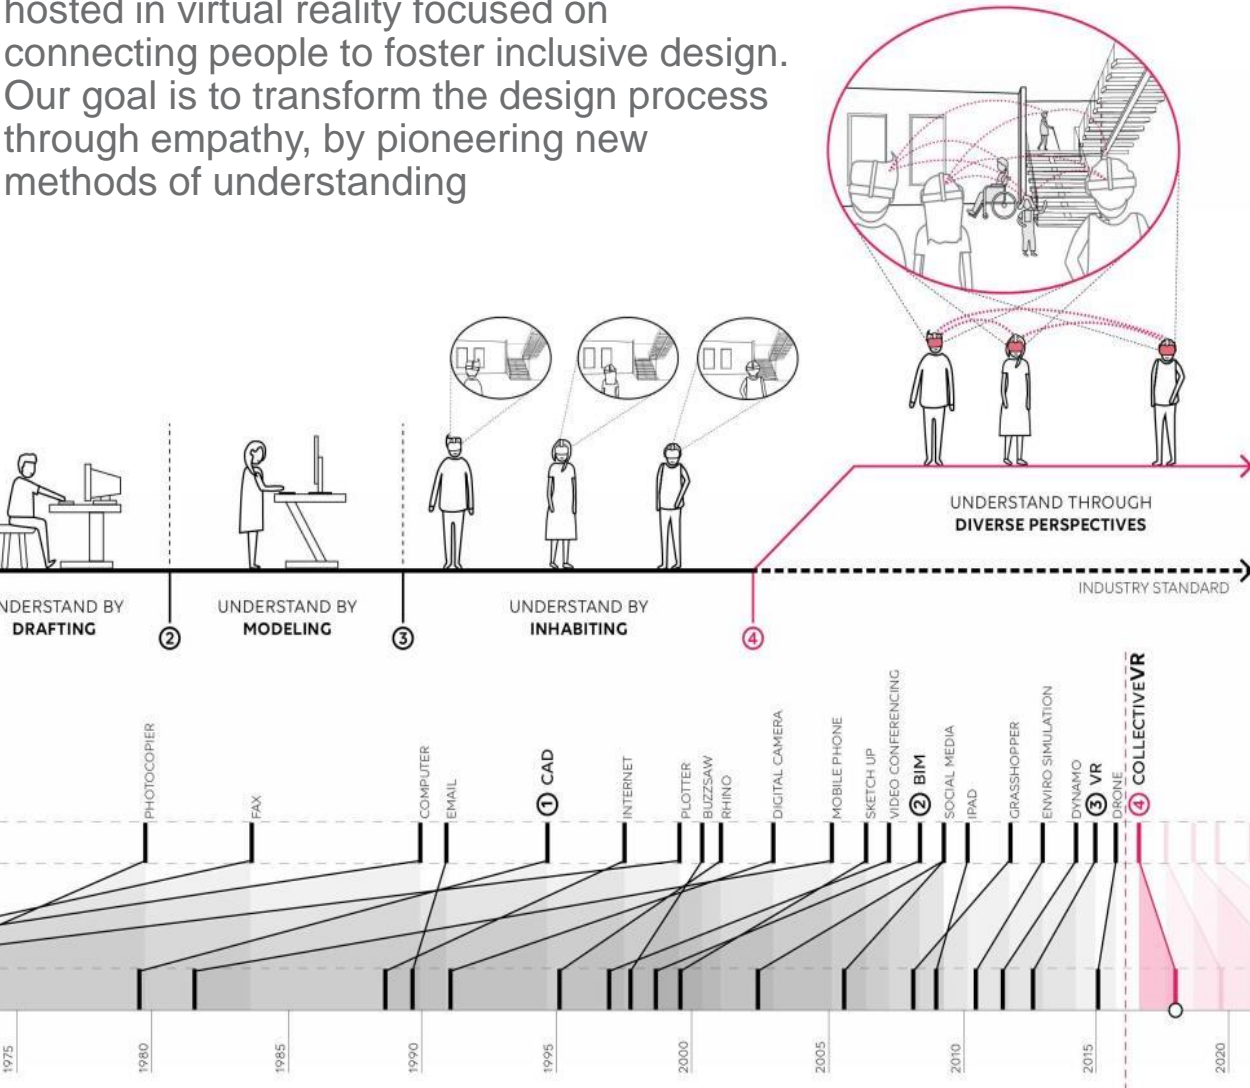 hosted in virtual reality focused on
connecting people to foster inclusive design.
Our goal is to transform the design process
through empathy, by pioneering new
methods of understanding
UNDERSTAND THROUGH
DIVERSE PERSPECTIVES
INDUSTRY STANDARD
NDERSTAND BY
DRAFTING
2
UNDERSTAND BY
MODELING
3
UNDERSTAND BY
INHABITING
4
PHOTOCOPIER
FAX
COMPUTER
EMAIL
1 CAD
INTERNET
PLOTTER
BUZZSAW
RHINO
DIGITAL CAMERA
MOBILE PHONE
SKETCH UP
VIDEO CONFERENCING
2 BIM
SOCIAL MEDIA
IPAD
GRASSHOPPER
ENVIRO SIMULATION
DYNAMO
3 VR
DRONE
4 COLLECTIVEVR
1975
1980
1985
1990
1995
2000
2005
2010
2015
2020